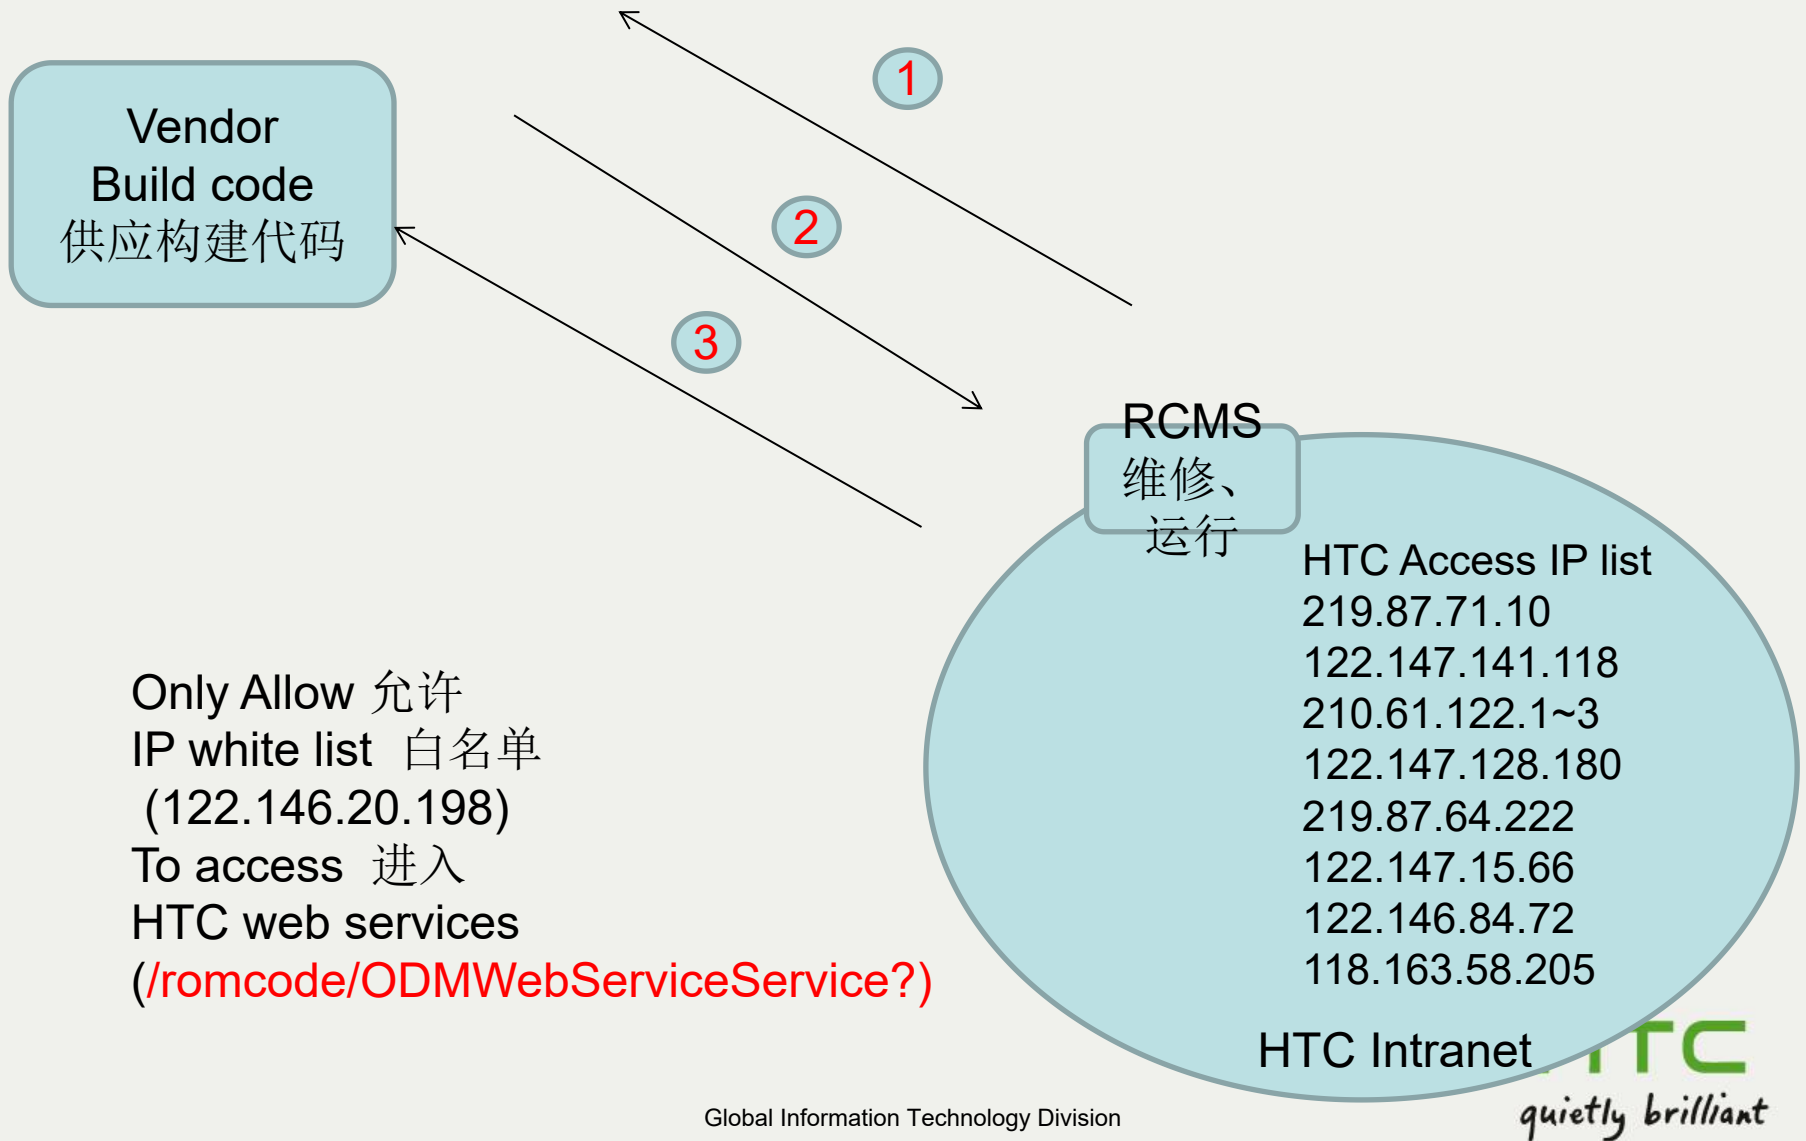 1
Vendor
Build code
供应构建代码
2
3
RCMS
维修、
运行
HTC Access IP list
219.87.71.10
122.147.141.118
210.61.122.1~3
122.147.128.180
219.87.64.222
122.147.15.66
122.146.84.72
118.163.58.205
HTC Intranet
Only Allow 允许
IP white list 白名单
(122.146.20.198)
To access 进入
HTC web services
(/romcode/ODMWebServiceService?)
Global Information Technology Division
TC
quietly brilliant